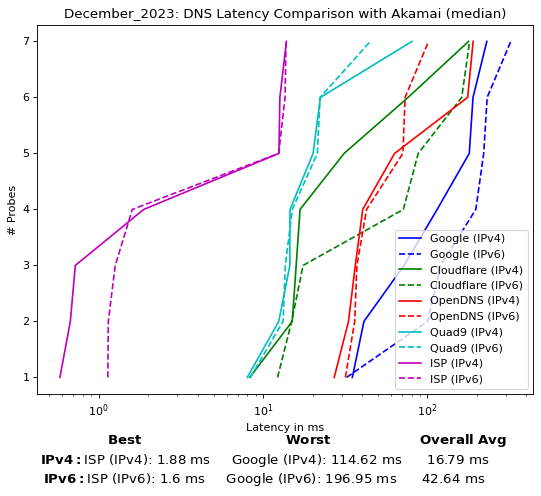 December_2023: DNS Latency Comparison with Akamai (median)
7
6
5
4
3
2
1
# Probes
Google (IPv4)
Google (IPv6)
Cloudflare (IPv4)
Cloudflare (IPv6)
OpenDNS (IPv4)
OpenDNS (IPv6)
Quad9 (IPv4)
Quad9 (IPv6)
ISP (IPv4)
ISP (IPv6)
10⁰ 10¹ 10²
Latency in ms
Best Worst Overall Avg
IPv4: ISP (IPv4): 1.88 ms Google (IPv4): 114.62 ms 16.79 ms
IPv6: ISP (IPv6): 1.6 ms Google (IPv6): 196.95 ms 42.64 ms